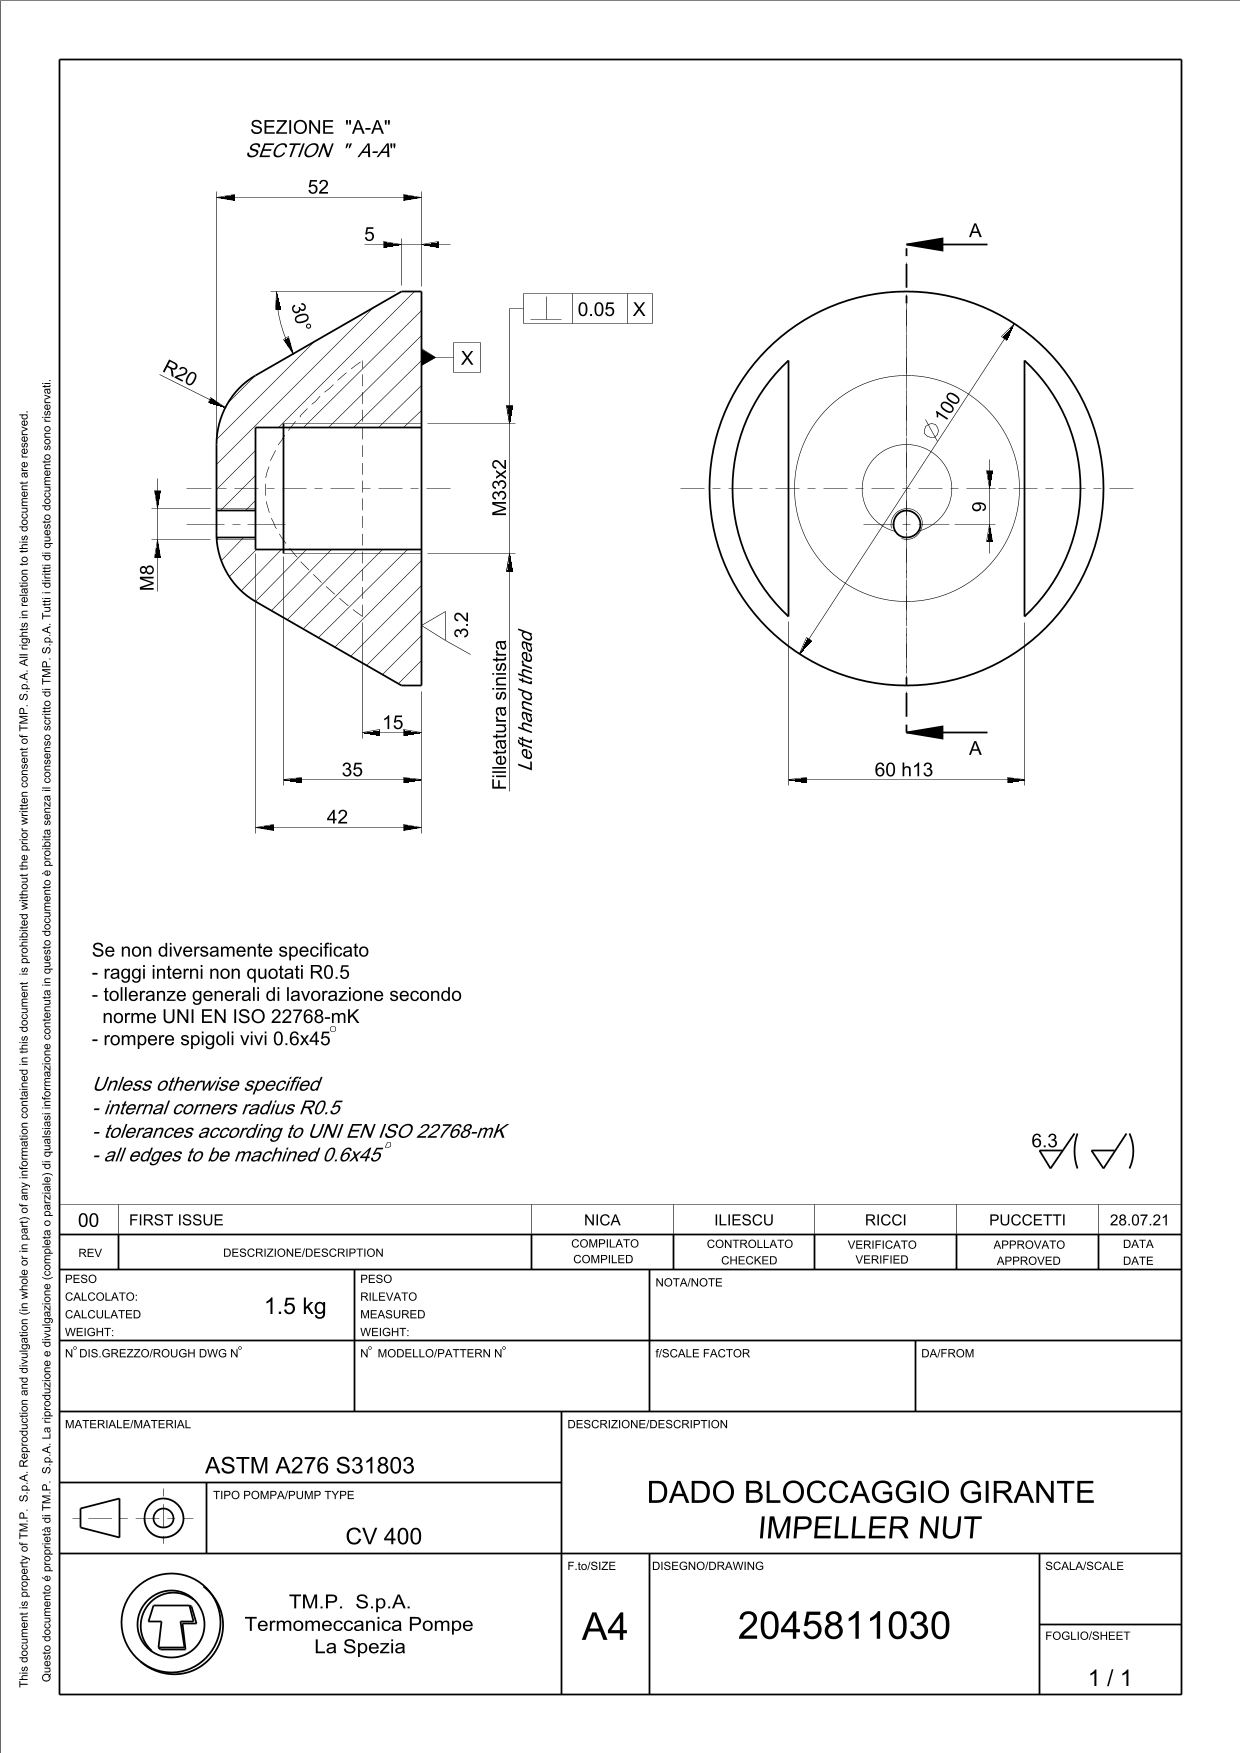 SEZIONE "A-A"
SECTION " A-A"
52
5
30°
R20
X
0.05 X
M33x2
M8
3.2
Filletatura sinistra
Left hand thread
15
35
42
A
Ø 100
9
A
60 h13
Se non diversamente specificato
- raggi interni non quotati R0.5
- tolleranze generali di lavorazione secondo
norme UNI EN ISO 22768-mK
- rompere spigoli vivi 0.6x45°
Unless otherwise specified
- internal corners radius R0.5
- tolerances according to UNI EN ISO 22768-mK
- all edges to be machined 0.6x45°
6.3 ( )
00 FIRST ISSUE NICA ILIESCU RICCI PUCCETTI 28.07.21
REV DESCRIZIONE/DESCRIPTION COMPILATO CONTROLLATO VERIFICATO APPROVATO DATA
COMPILED CHECKED VERIFIED APPROVED DATE
PESO
CALCOLATO:
CALCULATED
WEIGHT:
1.5 kg
PESO
RILEVATO
MEASURED
WEIGHT:
NOTA/NOTE
N° DIS.GREZZO/ROUGH DWG N°
N° MODELLO/PATTERN N°
f/SCALE FACTOR
DA/FROM
MATERIALE/MATERIAL
ASTM A276 S31803
DESCRIZIONE/DESCRIPTION
DADO BLOCCAGGIO GIRANTE
IMPELLER NUT
TIPO POMPA/PUMP TYPE
CV 400
TM.P. S.p.A.
Termomeccanica Pompe
La Spezia
F.to/SIZE
A4
DISEGNO/DRAWING
2045811030
SCALA/SCALE
FOGLIO/SHEET
1 / 1
This document is property of TM.P. S.p.A. Reproduction and divulgation (in whole or in part) of any information contained in this document is prohibited without the prior written consent of TMP. S.p.A. All rights in relation to this document are reserved.
Questo documento è proprietà di TM.P. S.p.A. La riproduzione e divulgazione (completa o parziale) di qualsiasi informazione contenuta in questo documento è proibita senza il consenso scritto di TMP. S.p.A. Tutti i diritti di questo documento sono riservati.